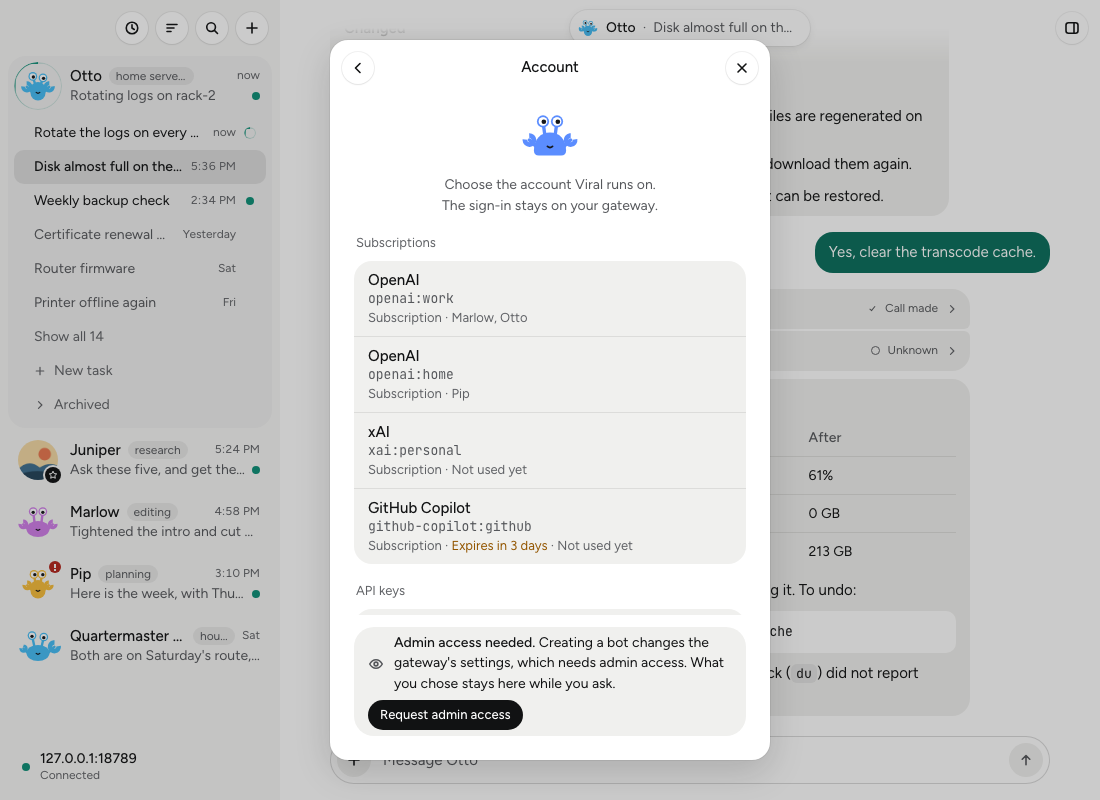 Otto
home serve...
now
Rotating logs on rack-2
Rotate the logs on every ...
now
Disk almost full on the...
5:36 PM
Weekly backup check
2:34 PM
Certificate renewal ...
Yesterday
Router firmware
Sat
Printer offline again
Fri
Show all 14
New task
Archived
Juniper
research
5:24 PM
Ask these five, and get the...
Marlow
editing
4:58 PM
Tightened the intro and cut ...
Pip
planning
3:10 PM
Here is the week, with Thu...
Quartermaster ...
hou...
Sat
Both are on Saturday's route,...
127.0.0.1:18789
Connected
Otto · Disk almost full on th...
Account
Choose the account Viral runs on.
The sign-in stays on your gateway.
Subscriptions
OpenAI
openai:work
Subscription · Marlow, Otto
OpenAI
openai:home
Subscription · Pip
xAI
xai:personal
Subscription · Not used yet
GitHub Copilot
github-copilot:github
Subscription · Expires in 3 days · Not used yet
API keys
Admin access needed. Creating a bot changes the
gateway's settings, which needs admin access. What
you chose stays here while you ask.
Request admin access
are regenerated on
download them again.
can be restored.
Yes, clear the transcode cache.
Call made
Unknown
After
61%
0 GB
213 GB
it. To undo:
(du) did not report
Message Otto